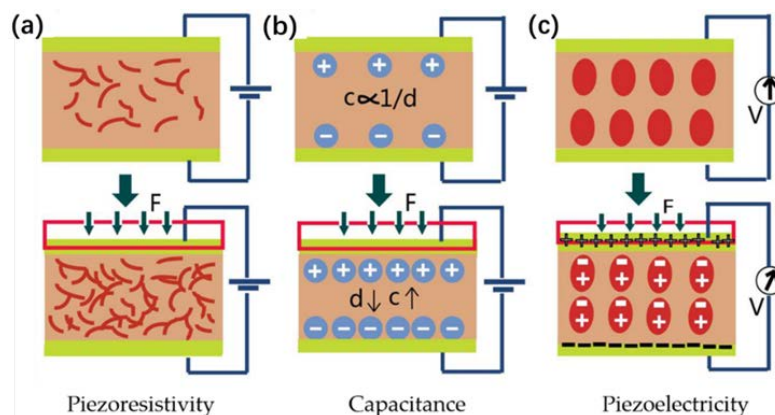 (a)
(b)
(c)
c∝1/d
V
F
F
F
d↓ c↑
V
Piezoresistivity
Capacitance
Piezoelectricity